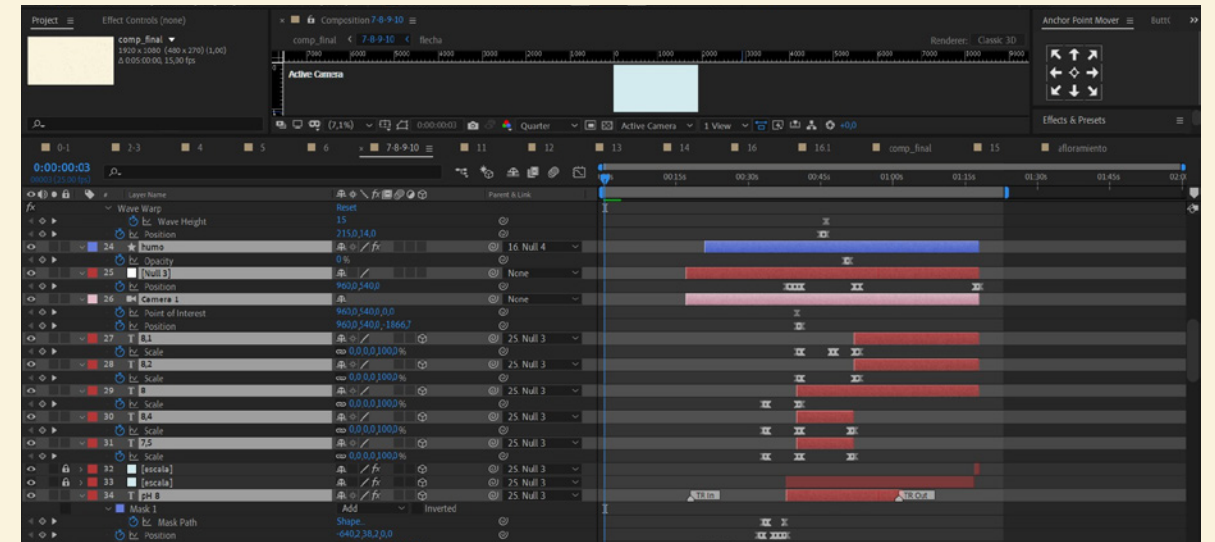 Project
Effect Controls (none)
Composition 7-8-9-10
Anchor Point Mover
comp_final
1920 x 1080 (480 x 270) (1,00)
Δ 0:05:00:00, 15,00 fps
comp_final
7-8-9-10
flecha
Renderer: Classic 3D
Active Camera
(7,1%)
0:00:00:03
Quarter
Active Camera
1 View
+0,0
Effects & Presets
0-1
2-3
4
5
6
7-8-9-10
11
12
13
14
16
16.1
comp_final
15
afloramiento
0:00:00:03
00:15s
00:30s
00:45s
01:00s
01:15s
01:30s
01:45s
#
Layer Name
Parent & Link
fx
Wave Warp
Reset
Wave Height
15
Position
215,0,14,0
24
humo
16. Null 4
Opacity
0%
25
[Null 3]
None
Position
960,0,540,0
26
Camera 1
None
Point of Interest
960,0,540,0,0,0
Position
960,0,540,0,-1866,7
27
T
8,1
25. Null 3
Scale
0,0,0,0,100,0%
28
T
8,2
25. Null 3
Scale
0,0,0,0,100,0%
29
T
8
25. Null 3
Scale
0,0,0,0,100,0%
30
T
8,4
25. Null 3
Scale
0,0,0,0,100,0%
31
T
7,5
25. Null 3
Scale
0,0,0,0,100,0%
32
[escala]
25. Null 3
33
[escala]
25. Null 3
34
T
pH 8
25. Null 3
TR In
TR Out
Mask 1
Add
Inverted
Mask Path
Shape...
Position
-640,2,38,2,0,0